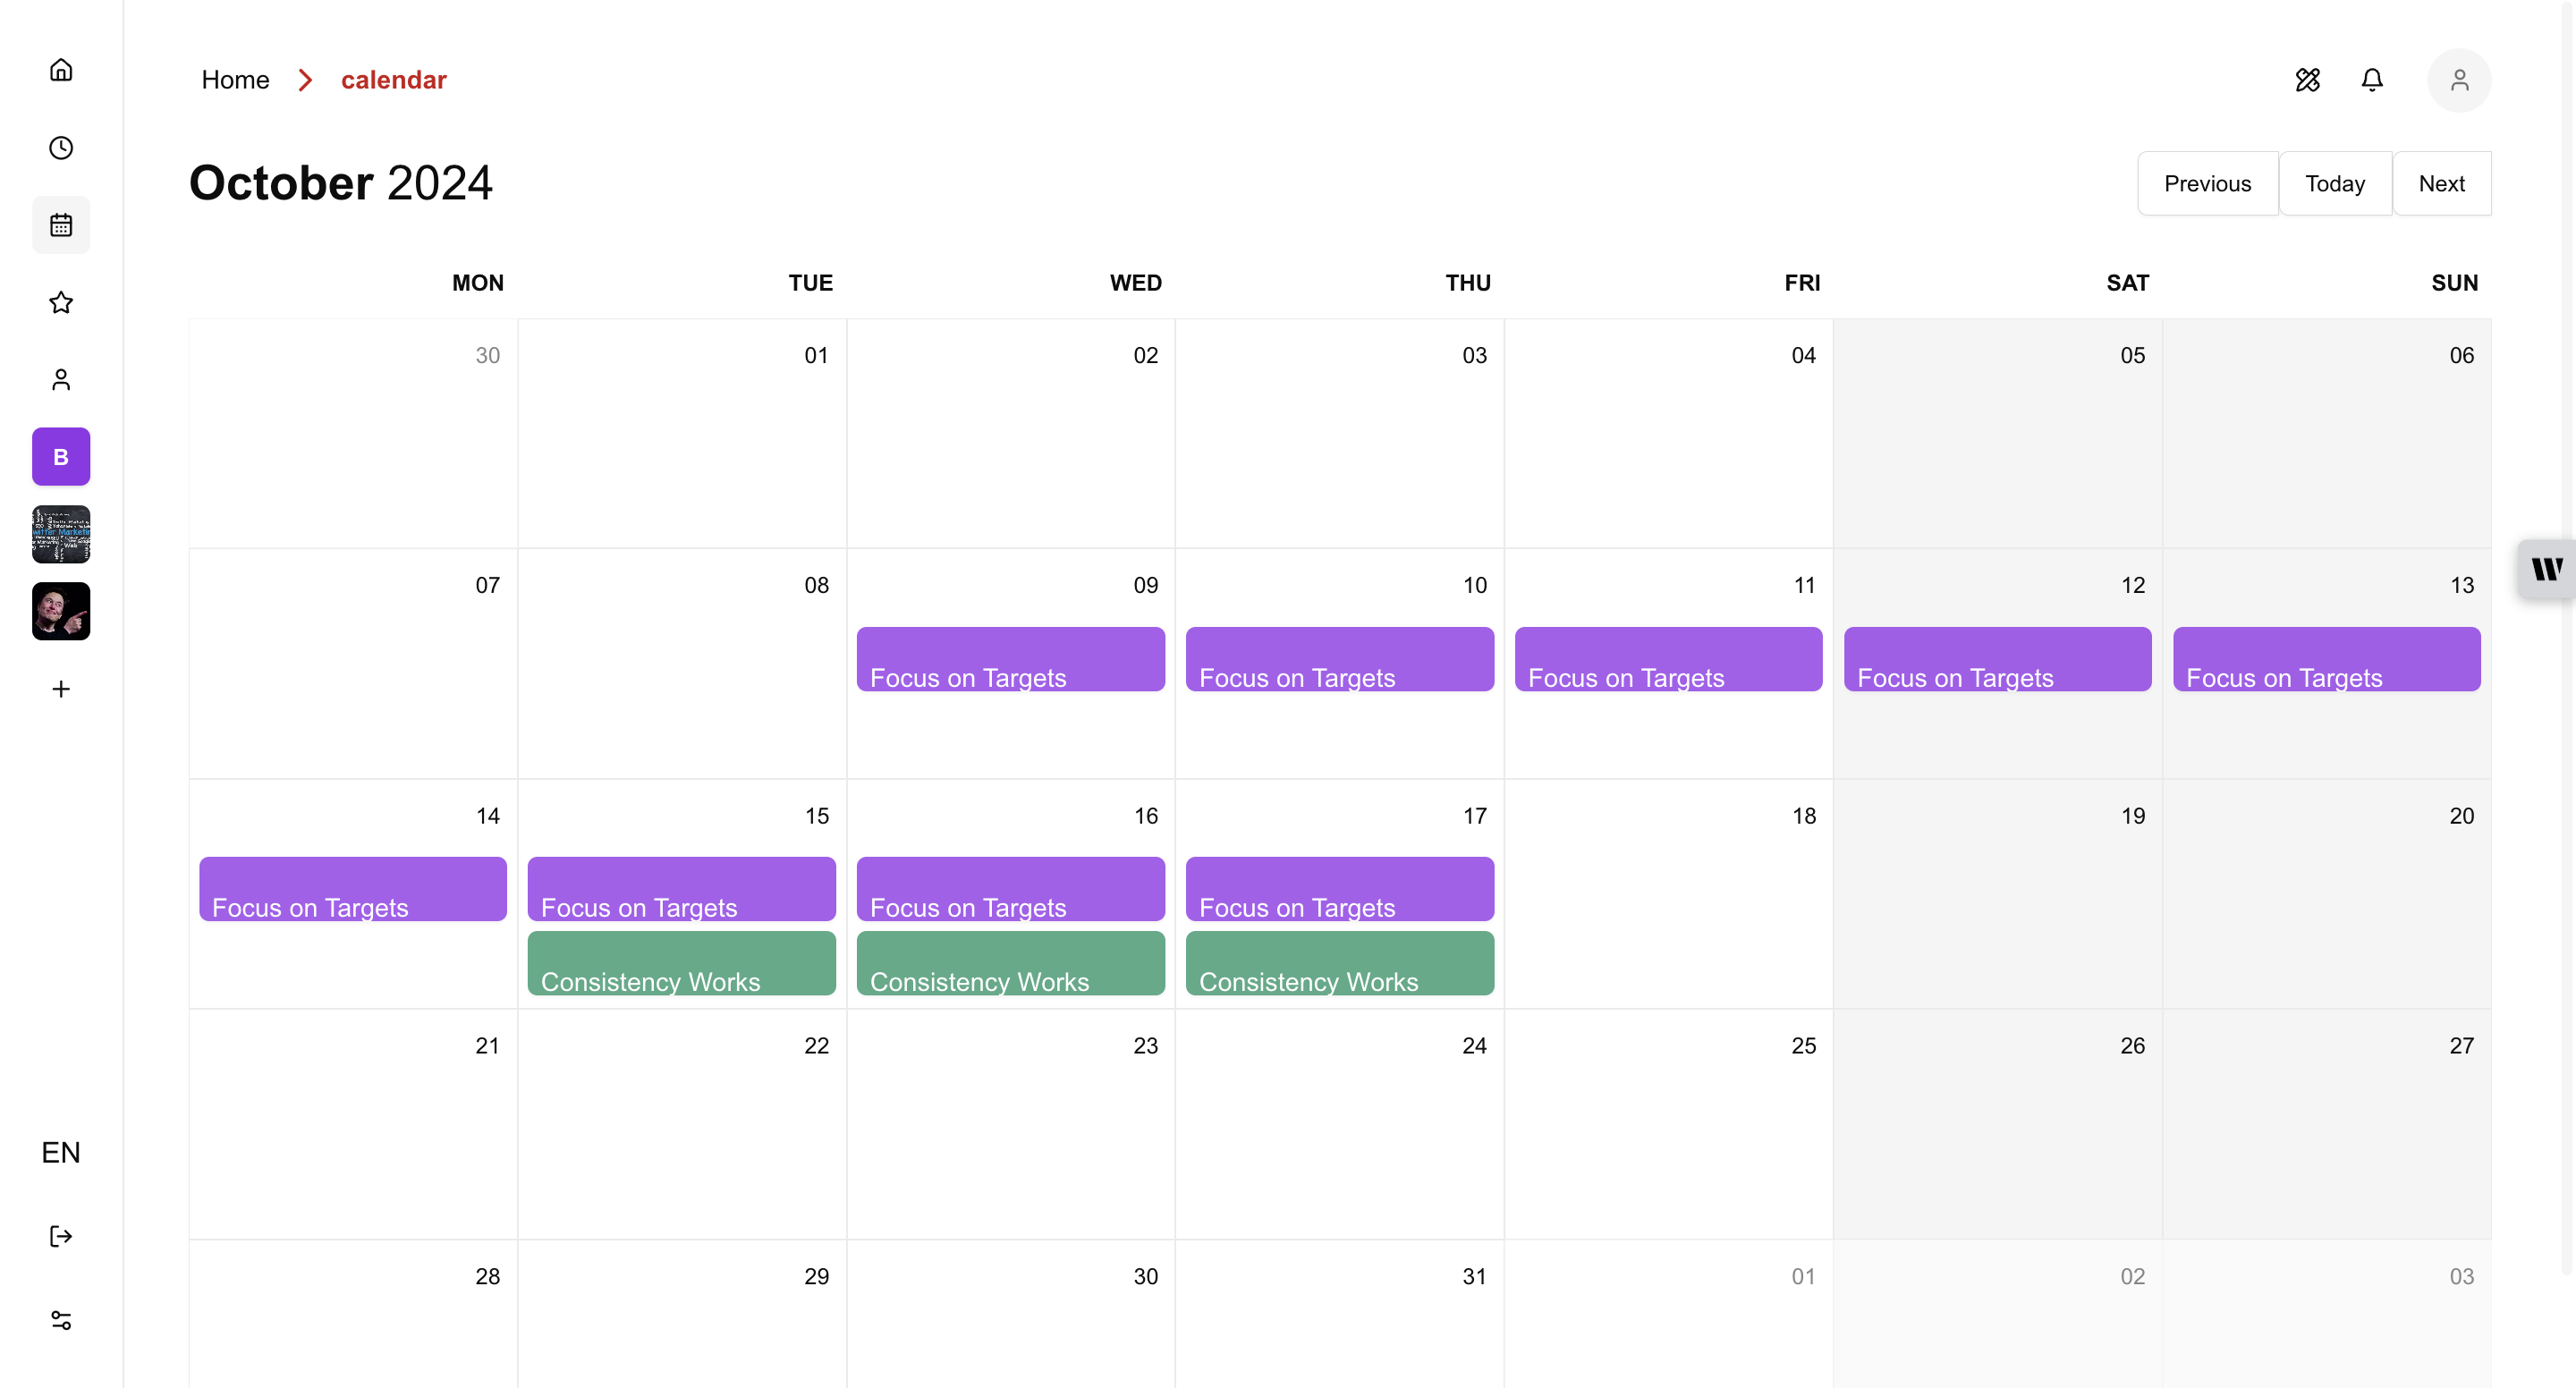 Home calendar
October 2024
Previous Today Next
MON TUE WED THU FRI SAT SUN
30 01 02 03 04 05 06
07 08 09 10 11 12 13
Focus on Targets Focus on Targets Focus on Targets Focus on Targets Focus on Targets
14 15 16 17 18 19 20
Focus on Targets Focus on Targets Focus on Targets Focus on Targets
Consistency Works Consistency Works Consistency Works
21 22 23 24 25 26 27
28 29 30 31 01 02 03
B
EN